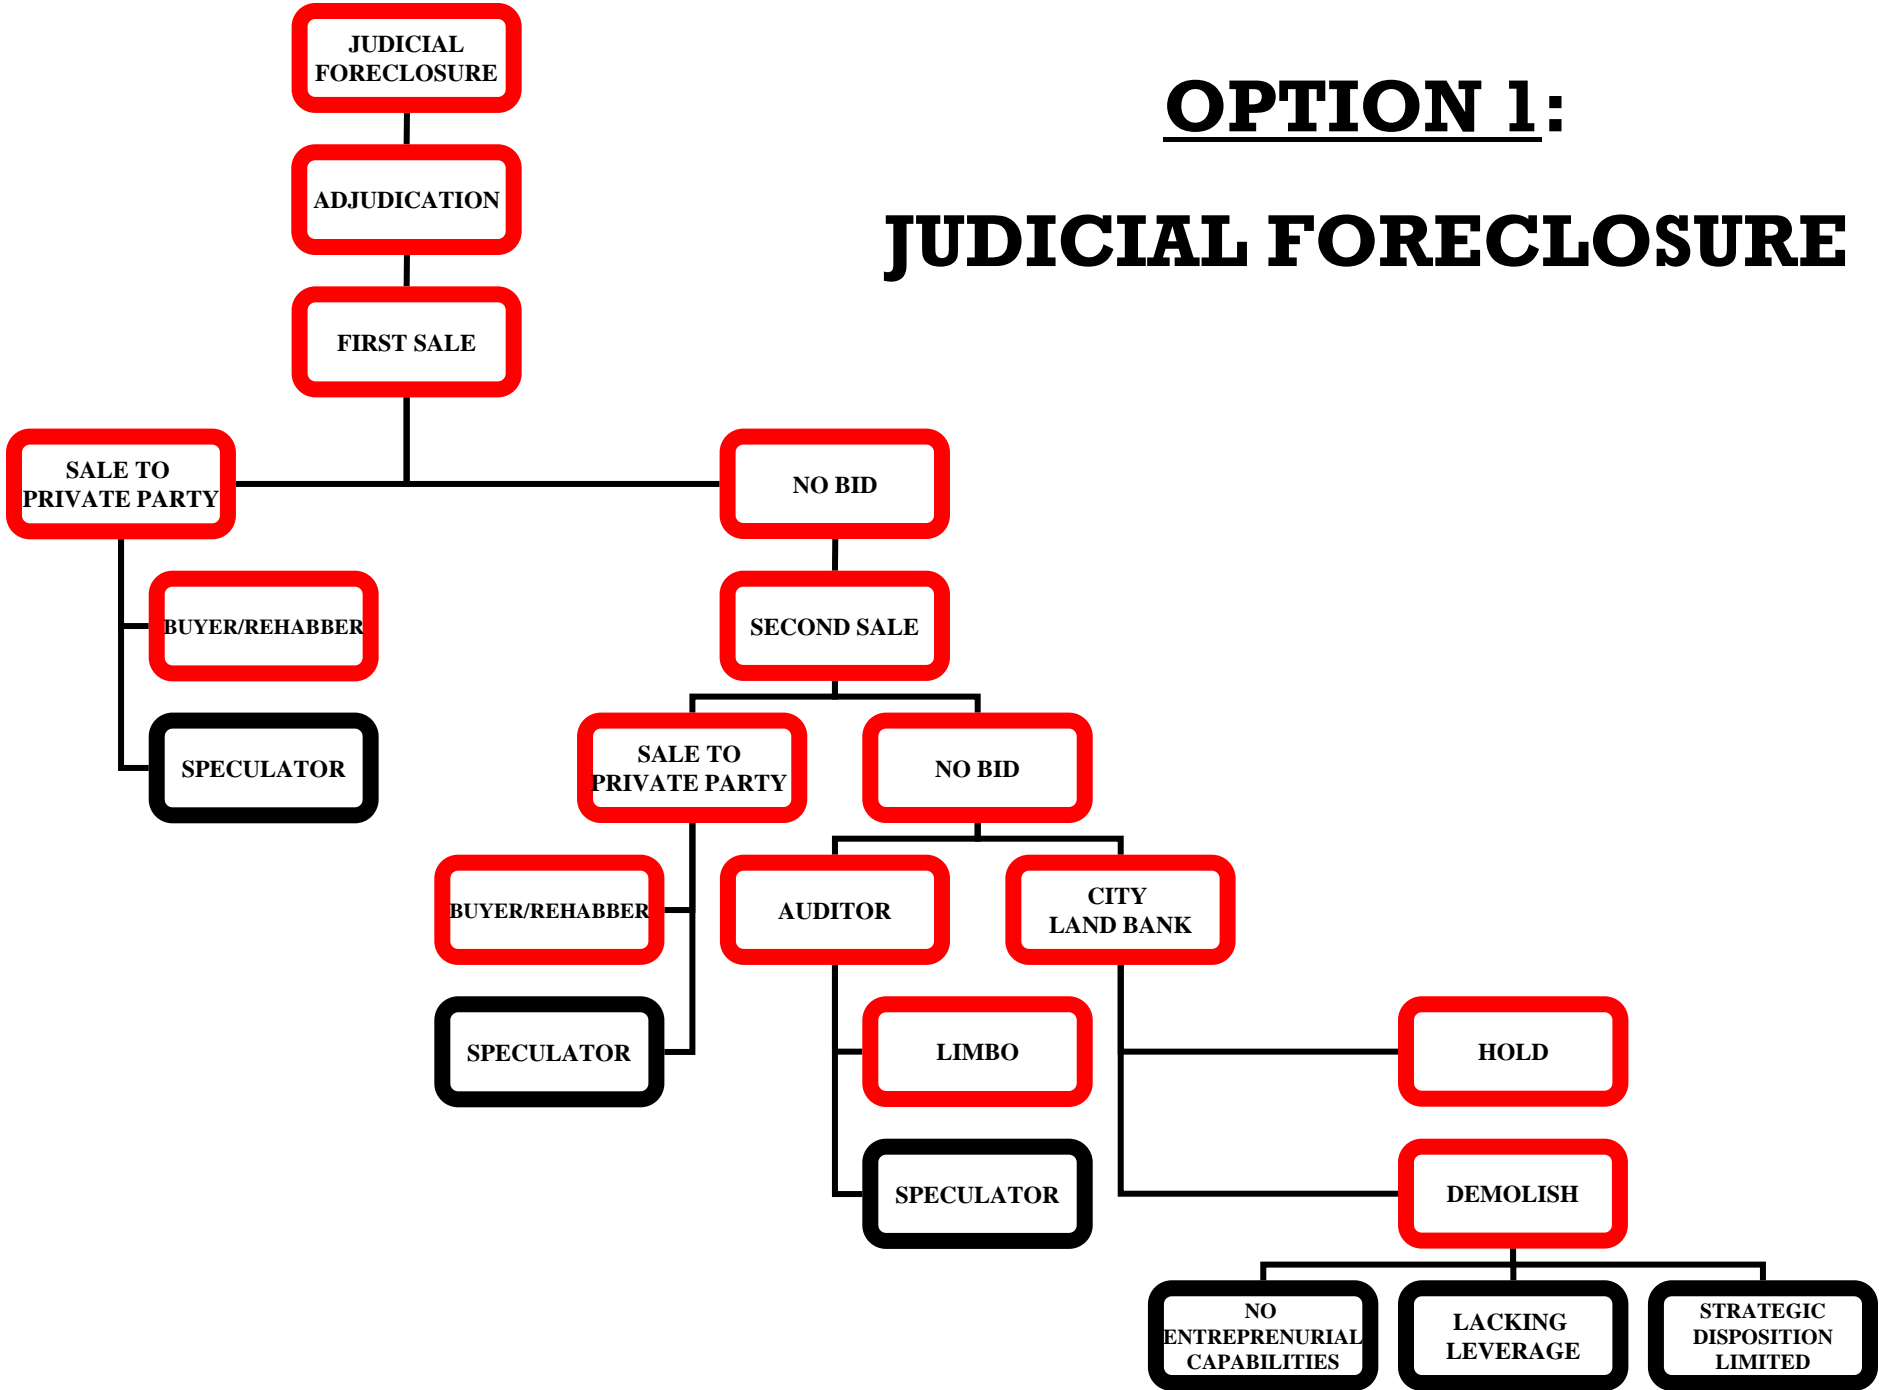 JUDICIAL
FORECLOSURE
OPTION 1:
JUDICIAL FORECLOSURE
ADJUDICATION
FIRST SALE
SALE TO
PRIVATE PARTY
NO BID
BUYER/REHABBER
SECOND SALE
SPECULATOR
SALE TO
PRIVATE PARTY
NO BID
BUYER/REHABBER
AUDITOR
CITY
LAND BANK
SPECULATOR
LIMBO
HOLD
SPECULATOR
DEMOLISH
NO
ENTREPRENURIAL
CAPABILITIES
LACKING
LEVERAGE
STRATEGIC
DISPOSITION
LIMITED